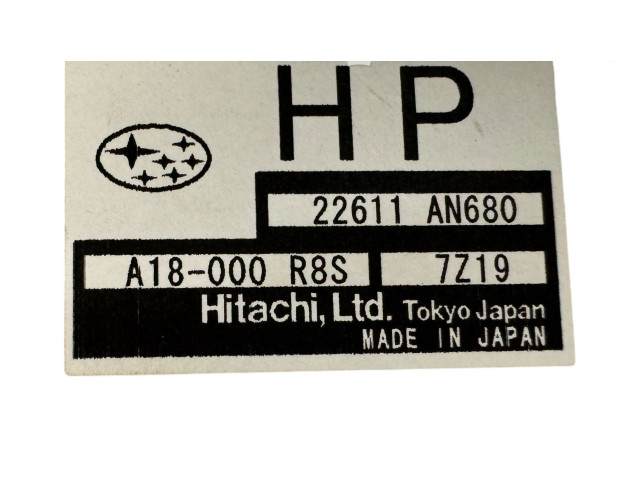 HP
22611 AN680
A18-000 R8S 7Z19
Hitachi, Ltd. Tokyo Japan
MADE IN JAPAN